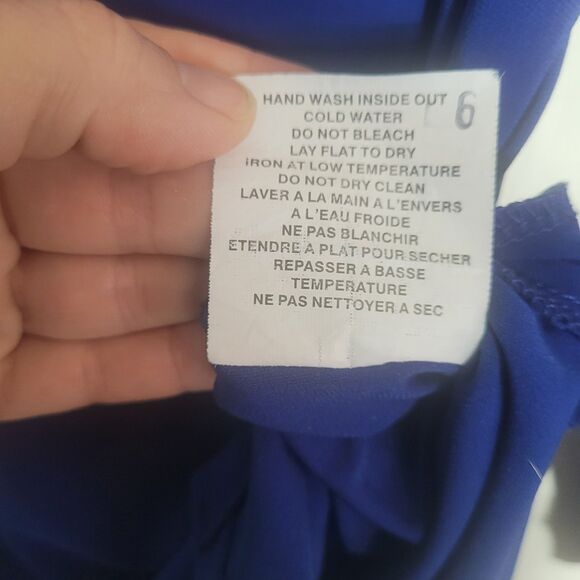 HAND WASH INSIDE OUT 6
COLD WATER
DO NOT BLEACH
LAY FLAT TO DRY
IRON AT LOW TEMPERATURE
DO NOT DRY CLEAN
LAVER A LA MAIN A L'ENVERS
A L'EAU FROIDE
NE PAS BLANCHIR
ETENDRE A PLAT POUR SECHER
REPASSER A BASSE
TEMPERATURE
NE PAS NETTOYER A SEC